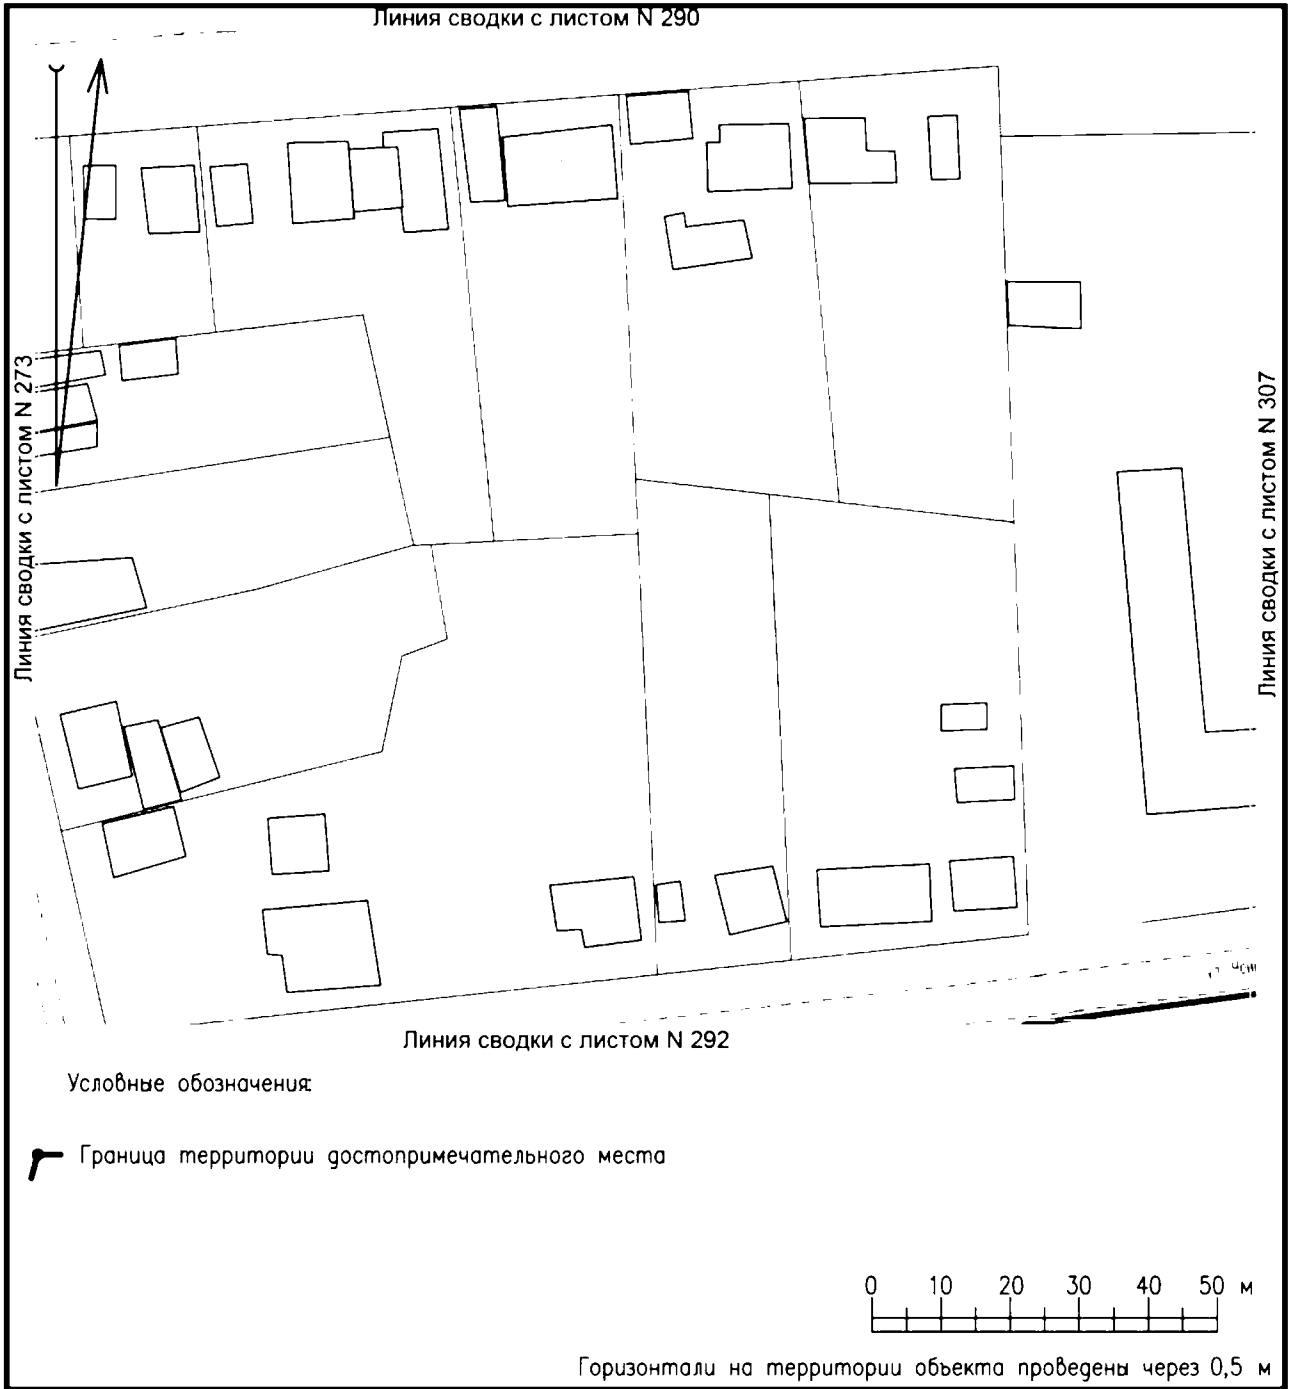 Линия сводки с листом N 290
Линия сводки с листом N 273
Линия сводки с листом N 307
Линия сводки с листом N 292
Условные обозначения:
Граница территории достопримечательного места
0 10 20 30 40 50 м
Горизонтали на территории объекта проведены через 0,5 м